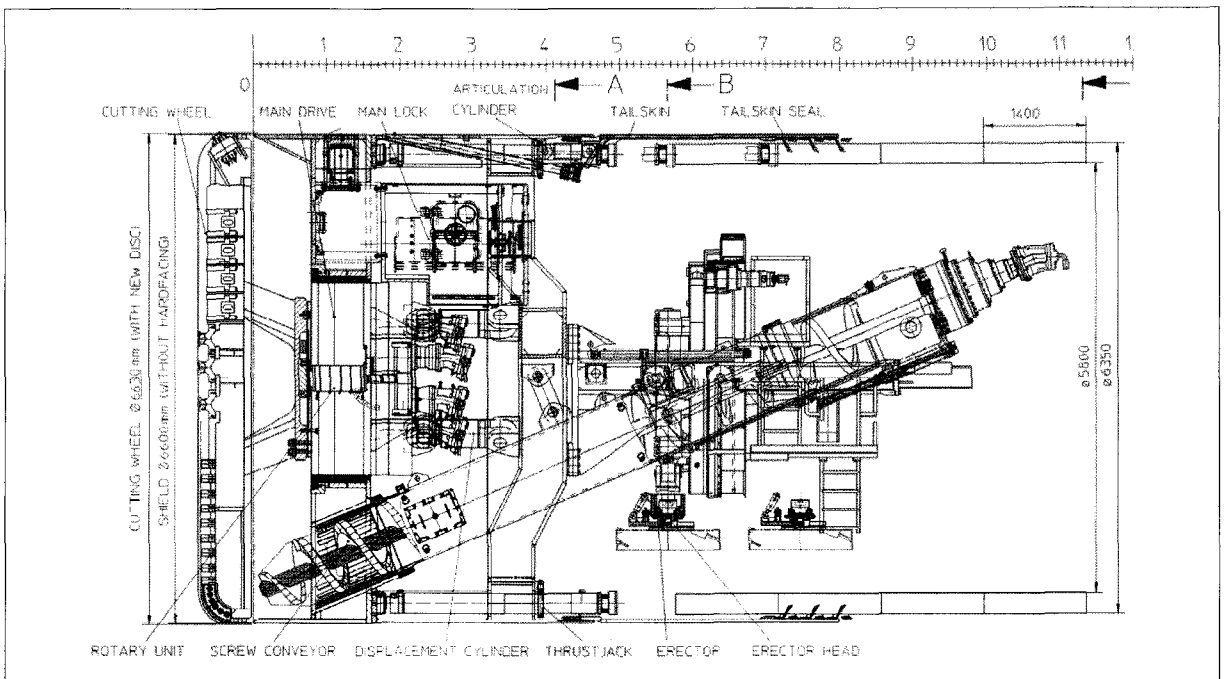 1 2 3 4 5 6 7 8 9 10 11 1
0
A B
ARTICULATION
CYLINDER
CUTTING WHEEL MAIN DRIVE MAN LOCK TAILSKIN TAILSKIN SEAL 1400
CUTTING WHEEL Ø6630mm (WITH NEW DISC)
SHIELD Ø6600mm (WITHOUT HARDFACING)
Ø5800
Ø6350
ROTARY UNIT SCREW CONVEYOR DISPLACEMENT CYLINDER THRUSTJACK ERECTOR ERECTOR HEAD